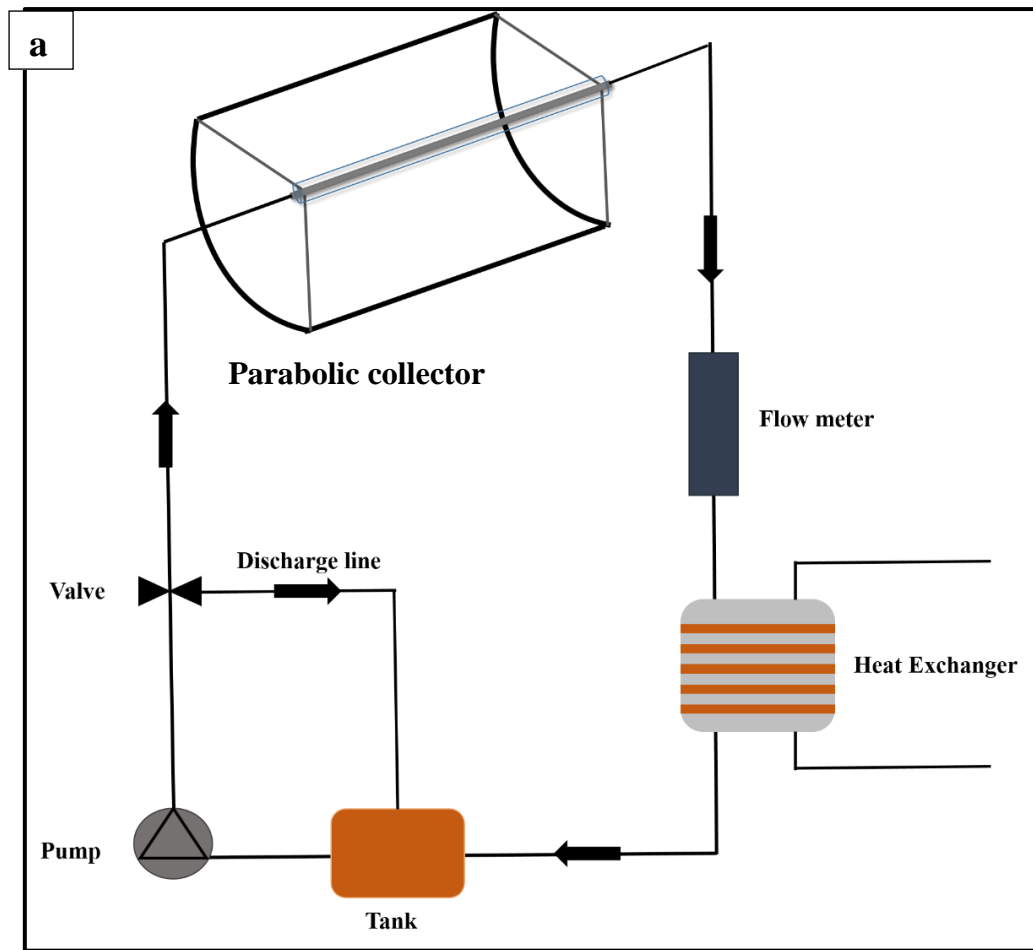 a
Parabolic collector
Flow meter
Discharge line
Valve
Heat Exchanger
Pump
Tank